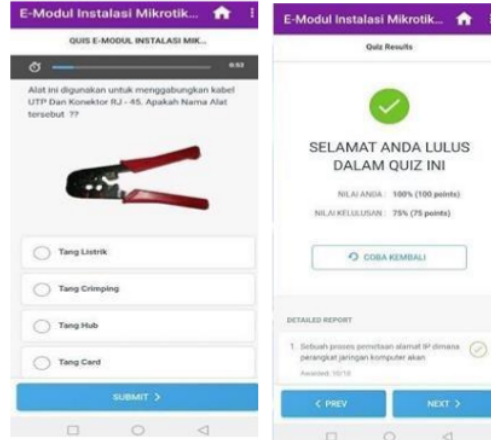 E-Modul Instalasi Mikrotik...
QUIS E-MODUL INSTALASI MIK...
0:53
Alat ini digunakan untuk menggabungkan kabel
UTP Dan Konektor RJ - 45. Apakah Nama Alat
tersebut ??
Tang Listrik
Tang Crimping
Tang Hub
Tang Card
SUBMIT >
E-Modul Instalasi Mikrotik...
Quiz Results
SELAMAT ANDA LULUS
DALAM QUIZ INI
NILAI ANDA : 100% (100 points)
NILAI KELULUSAN : 75% (75 points)
COBA KEMBALI
DETAILED REPORT
1. Sebuah proses pemetaan alamat IP dimana
perangkat jaringan komputer akan
Awarded: 10/10
< PREV
NEXT >